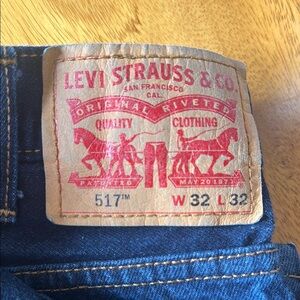 LEVI STRAUSS & CO.
SAN FRANCISCO
CAL.
ORIGINAL RIVETED
QUALITY CLOTHING
PATENTED MAY 20 1873
517™ W 32 L 32